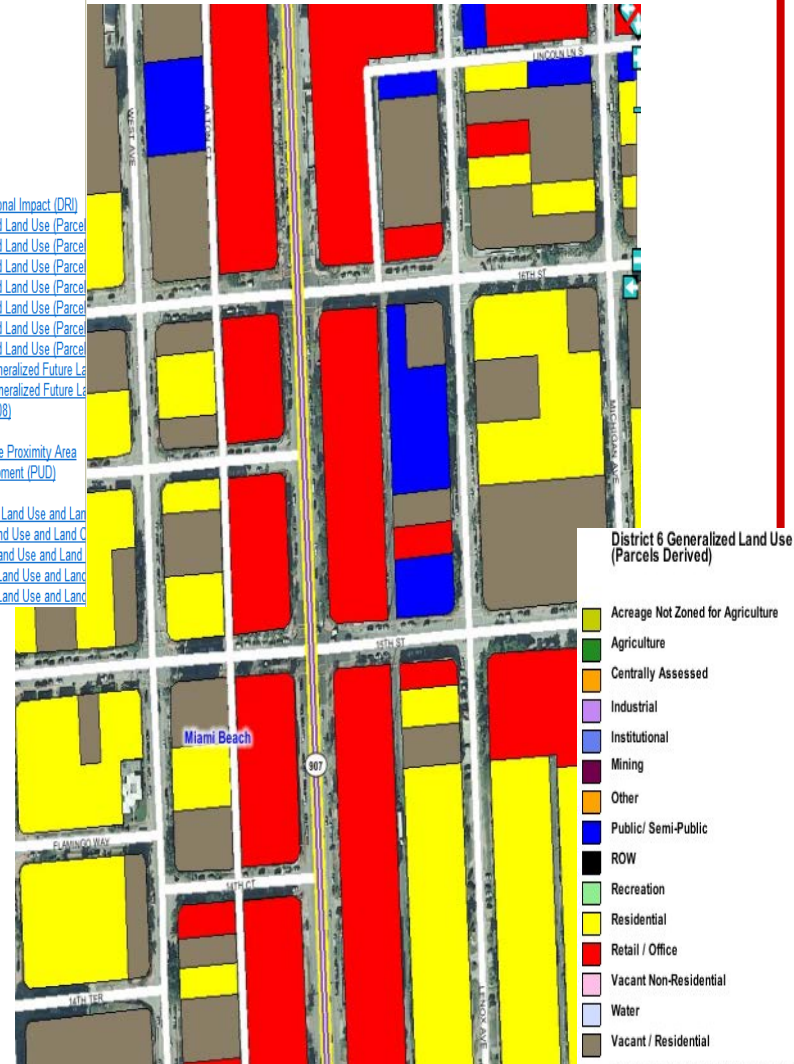 onal Impact (DRI)
d Land Use (Parcel
d Land Use (Parcel
d Land Use (Parcel
d Land Use (Parcel
d Land Use (Parcel
d Land Use (Parcel
d Land Use (Parcel
neralized Future La
neralized Future La
08)
e Proximity Area
ment (PUD)
Land Use and Lan
nd Use and Land C
and Use and Land
Land Use and Land
Land Use and Land
LINCOLN LN S
WEST AVE
ALTON CT
16TH ST
MICHIGAN AVE
15TH ST
Miami Beach
907
FLAMINGO WAY
14TH CT
14TH TER
LENOX AVE
District 6 Generalized Land Use
(Parcels Derived)
Acreage Not Zoned for Agriculture
Agriculture
Centrally Assessed
Industrial
Institutional
Mining
Other
Public/ Semi-Public
ROW
Recreation
Residential
Retail / Office
Vacant Non-Residential
Water
Vacant / Residential